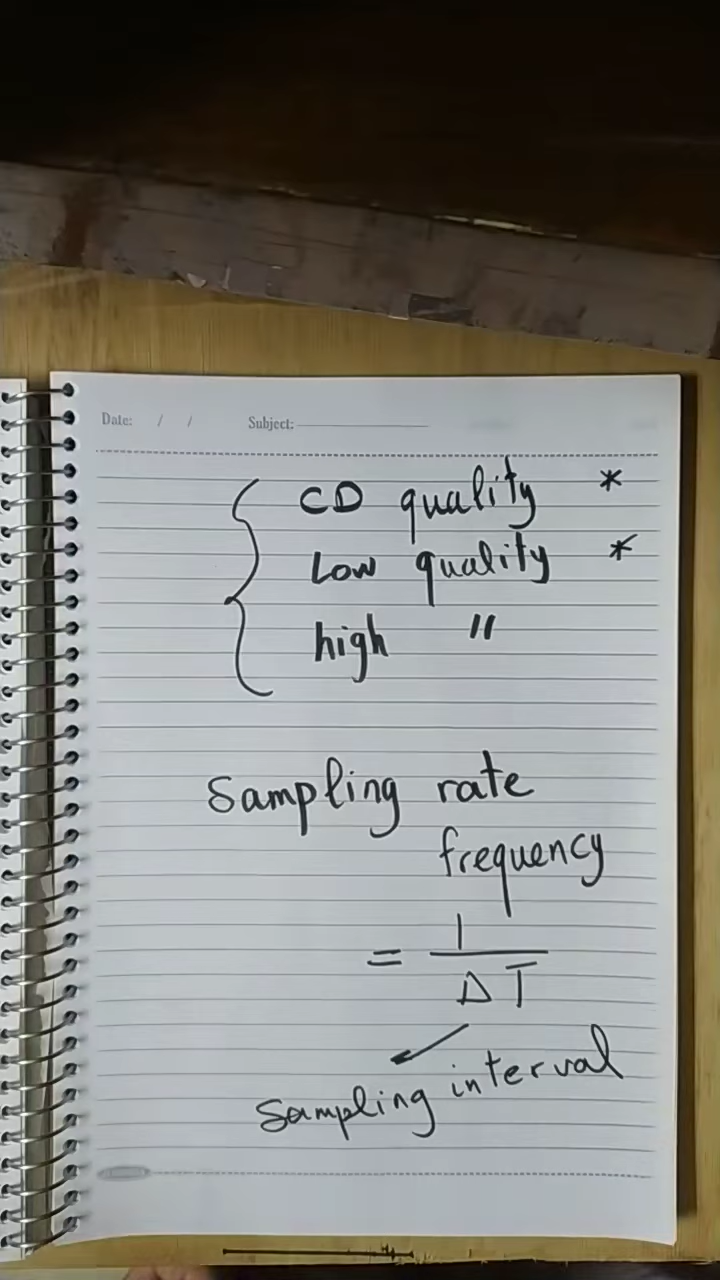 Date: / / Subject:
CD quality *
Low quality *
high "
Sampling rate
frequency
= 1
ΔT
Sampling interval